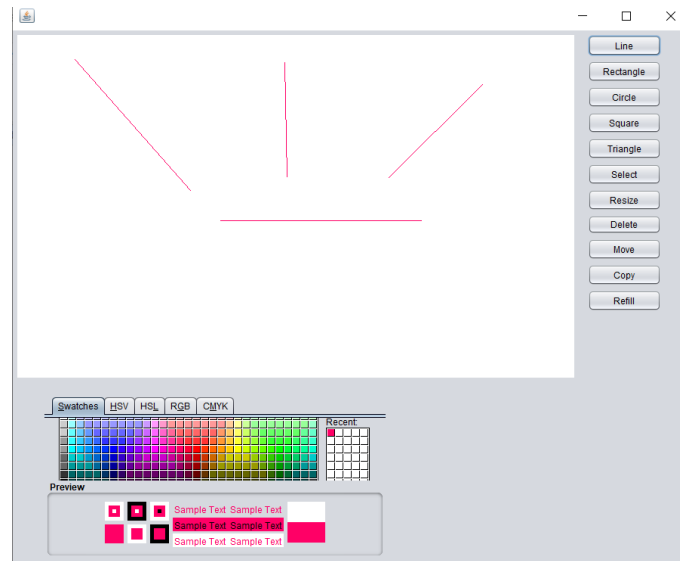 Line
Rectangle
Circle
Square
Triangle
Select
Resize
Delete
Move
Copy
Refill
Swatches HSV HSL RGB CMYK
Recent:
Preview
Sample Text Sample Text
Sample Text Sample Text
Sample Text Sample Text